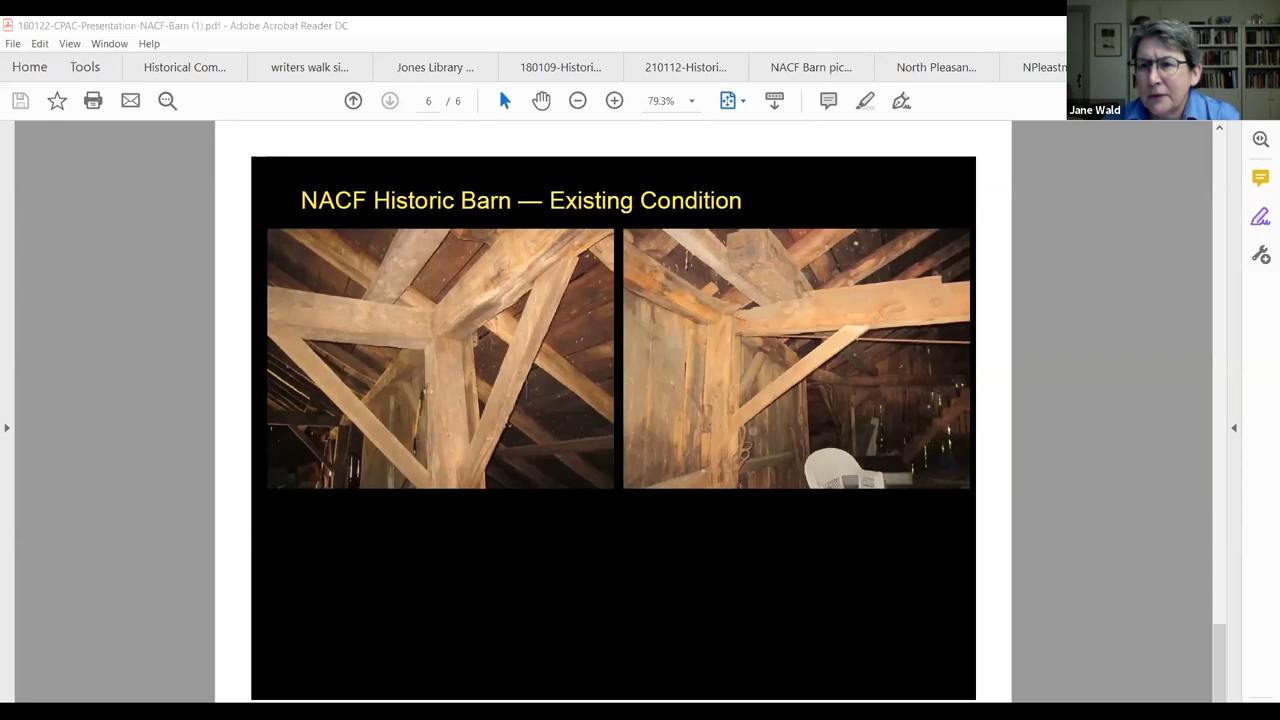 180122-CPAC-Presentation-NACF-Barn (1).pdf - Adobe Acrobat Reader DC
File Edit View Window Help
Home Tools Historical Com... writers walk si... Jones Library ... 180109-Histori... 210112-Histori... NACF Barn pic... North Pleasan... NPleastn
6 / 6 79.3%
Jane Wald
NACF Historic Barn — Existing Condition